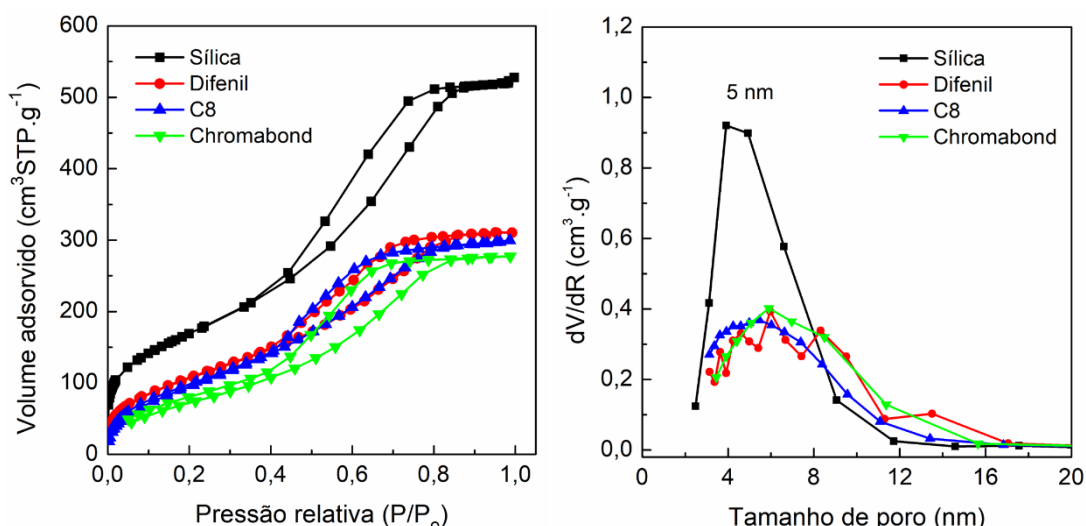 600
500
400
300
200
100
0
Volume adsorvido (cm³STP.g⁻¹)
Sílica
Difenil
C8
Chromabond
0,0 0,2 0,4 0,6 0,8 1,0
Pressão relativa (P/P₀)
1,2
1,0
0,8
0,6
0,4
0,2
0,0
dV/dR (cm³.g⁻¹)
5 nm
Sílica
Difenil
C8
Chromabond
4 8 12 16 20
Tamanho de poro (nm)